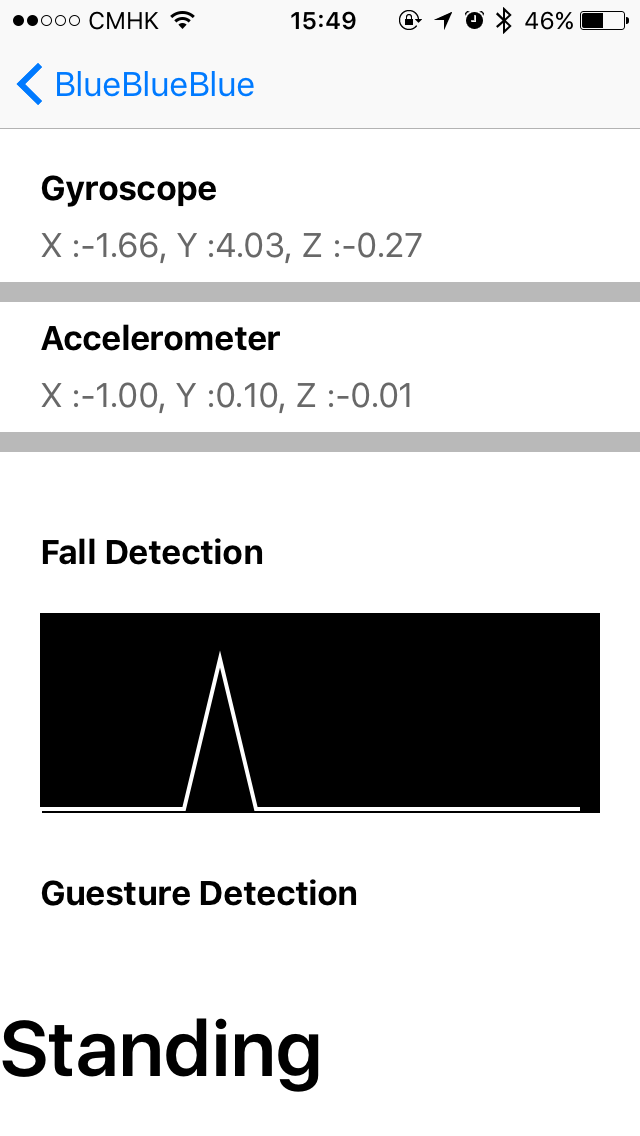 CMHK 15:49 46%
BlueBlueBlue
Gyroscope
X :-1.66, Y :4.03, Z :-0.27
Accelerometer
X :-1.00, Y :0.10, Z :-0.01
Fall Detection
Guesture Detection
Standing